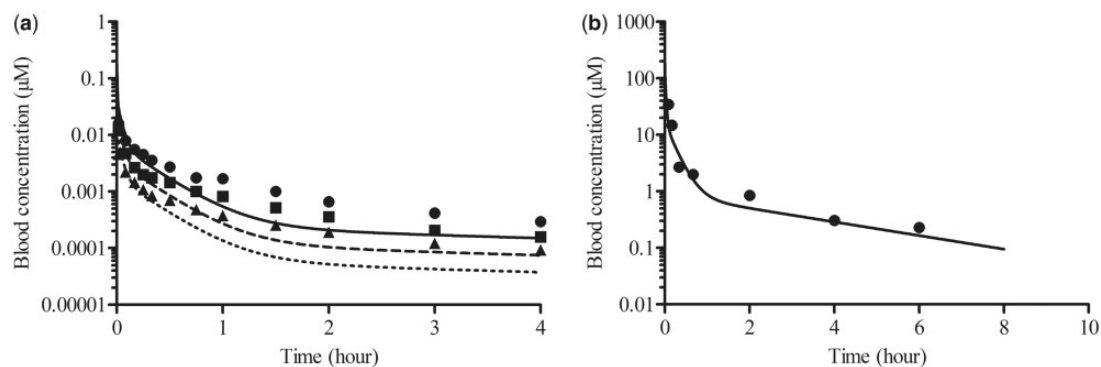 (a)
Blood concentration (μM)
1
0.1
0.01
0.001
0.0001
0.00001
0 1 2 3 4
Time (hour)
(b)
Blood concentration (μM)
1000
100
10
1
0.1
0.01
0 2 4 6 8 10
Time (hour)